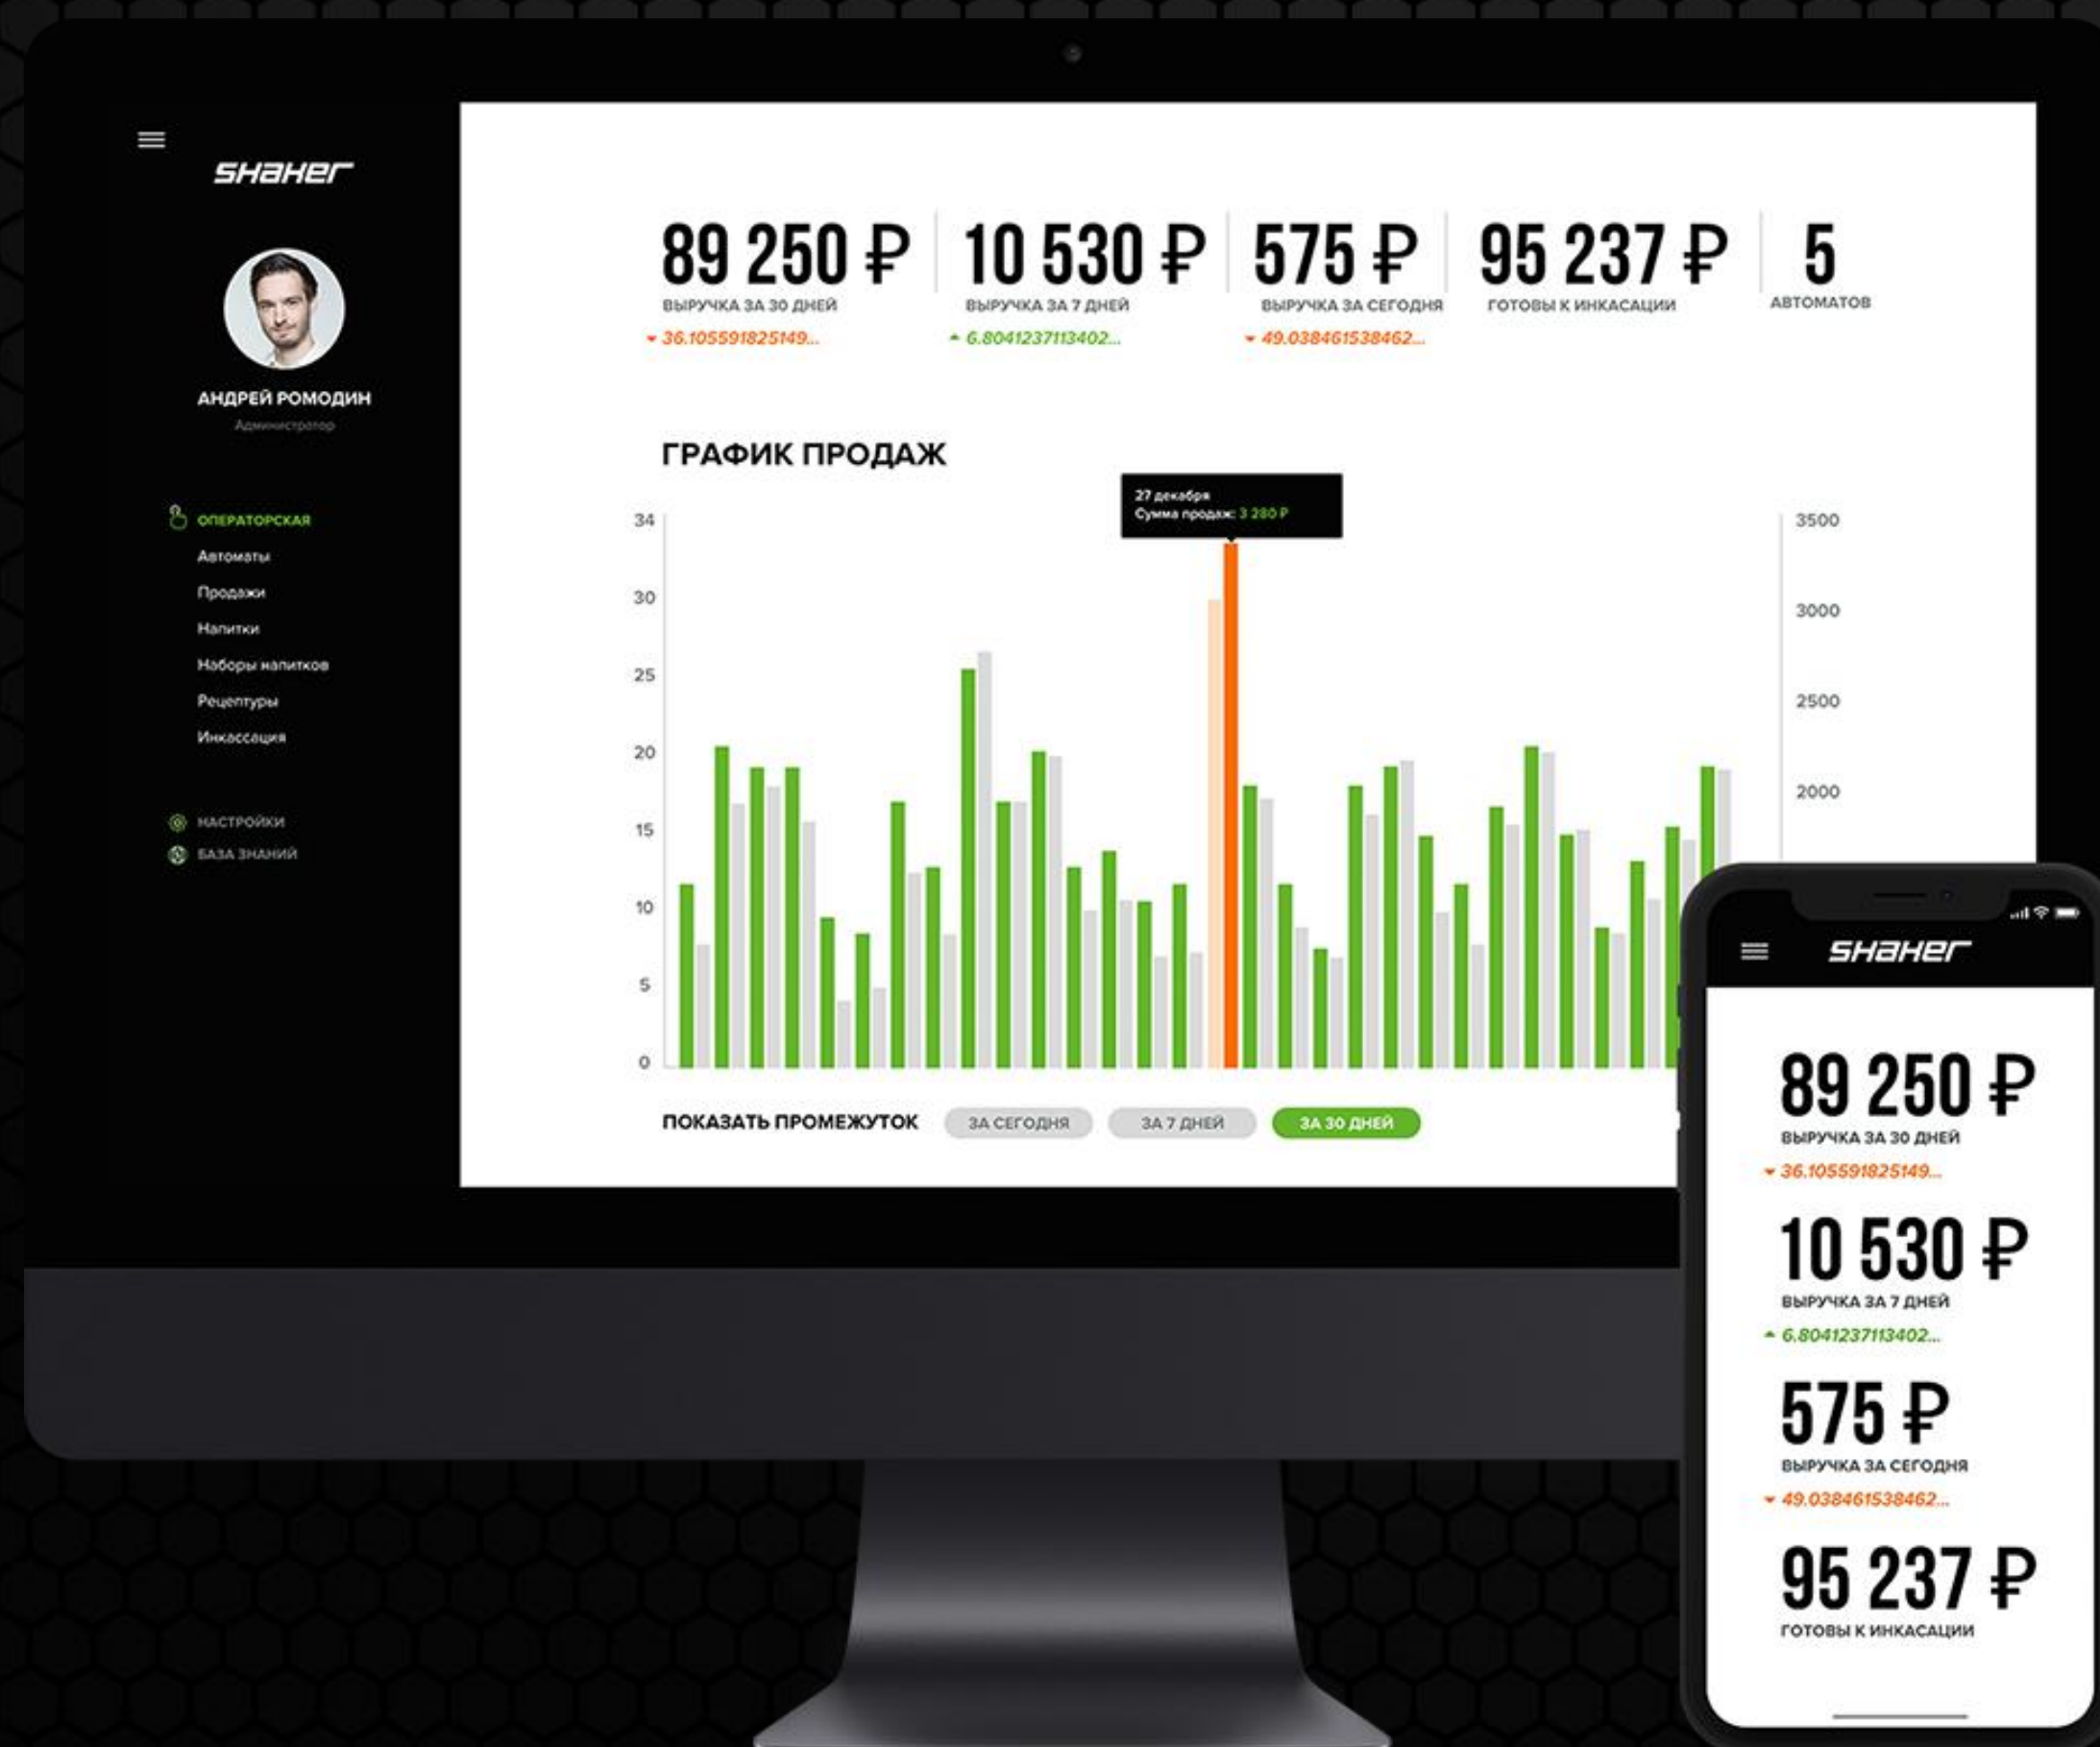 SHAKER
АНДРЕЙ РОМОДИН
Администратор
ОПЕРАТОРСКАЯ
Автоматы
Продажи
Напитки
Наборы напитков
Рецептуры
Инкассация
НАСТРОЙКИ
БАЗА ЗНАНИЙ
89 250 ₽
ВЫРУЧКА ЗА 30 ДНЕЙ
36.105591825149...
10 530 ₽
ВЫРУЧКА ЗА 7 ДНЕЙ
6.8041237113402...
575 ₽
ВЫРУЧКА ЗА СЕГОДНЯ
49.038461538462...
95 237 ₽
ГОТОВЫ К ИНКАСАЦИИ
5
АВТОМАТОВ
ГРАФИК ПРОДАЖ
27 декабря
Сумма продаж: 3 280 ₽
34
30
25
20
15
10
5
0
3500
3000
2500
2000
ПОКАЗАТЬ ПРОМЕЖУТОК ЗА СЕГОДНЯ ЗА 7 ДНЕЙ ЗА 30 ДНЕЙ
SHAKER
89 250 ₽
ВЫРУЧКА ЗА 30 ДНЕЙ
36.105591825149...
10 530 ₽
ВЫРУЧКА ЗА 7 ДНЕЙ
6.8041237113402...
575 ₽
ВЫРУЧКА ЗА СЕГОДНЯ
49.038461538462...
95 237 ₽
ГОТОВЫ К ИНКАСАЦИИ